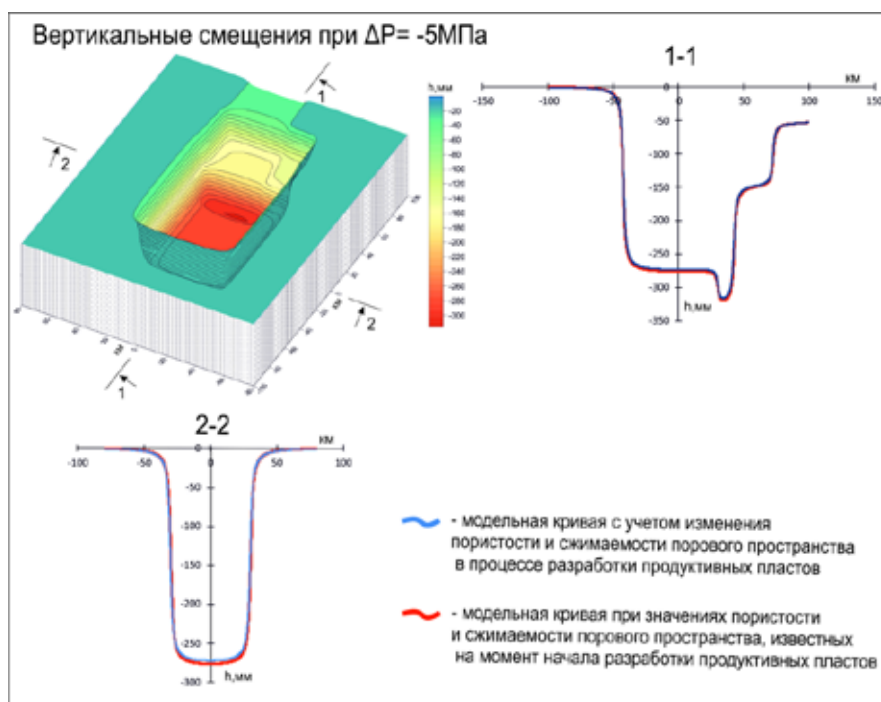 Вертикальные смещения при ΔP= -5МПа
1
h,мм
-20
-40
-60
-80
-100
-120
-140
-160
-180
-200
-220
-240
-260
-280
-300
2
2
км
1
1-1
км
-150 -100 -50 0 50 100 150
0
-50
-100
-150
-200
-250
-300
-350
h,мм
2-2
км
-100 -50 0 50 100
0
-50
-100
-150
-200
-250
-300
h,мм
- модельная кривая с учетом изменения
пористости и сжимаемости порового пространства
в процессе разработки продуктивных пластов
- модельная кривая при значениях пористости
и сжимаемости порового пространства, известных
на момент начала разработки продуктивных пластов